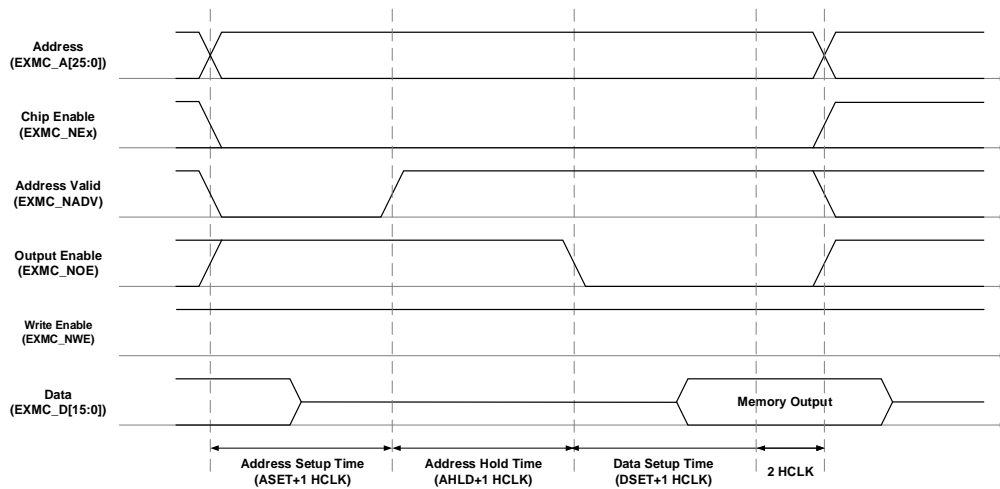 Address
(EXMC_A[25:0])
Chip Enable
(EXMC_NEx)
Address Valid
(EXMC_NADV)
Output Enable
(EXMC_NOE)
Write Enable
(EXMC_NWE)
Data
(EXMC_D[15:0])
Memory Output
Address Setup Time
(ASET+1 HCLK)
Address Hold Time
(AHLD+1 HCLK)
Data Setup Time
(DSET+1 HCLK)
2 HCLK